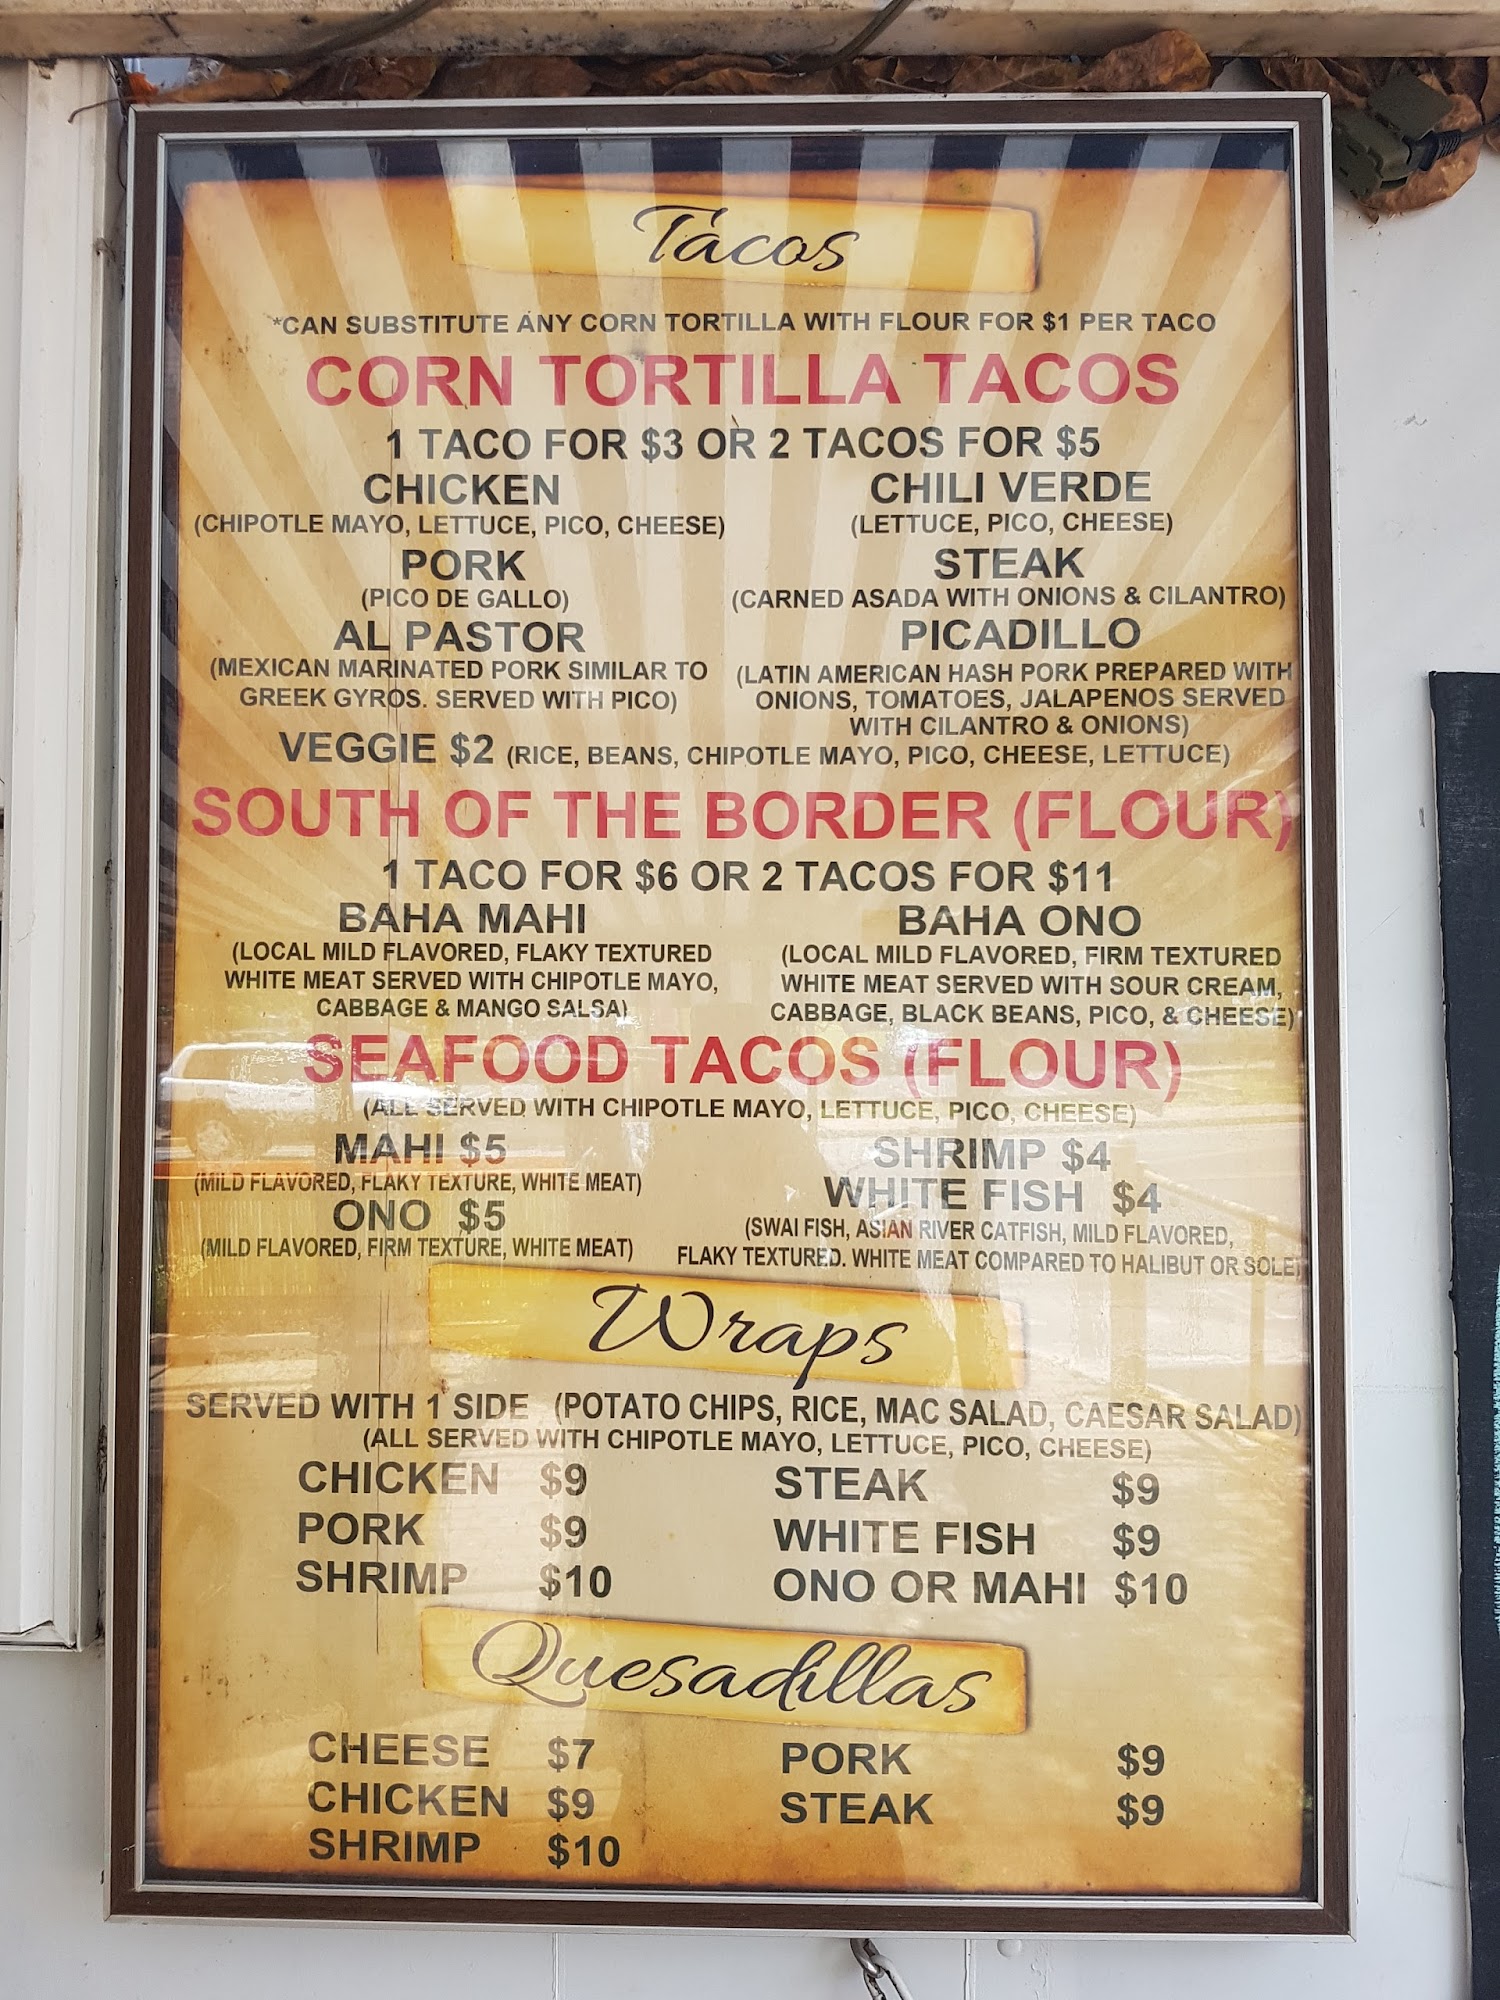 Tacos
*CAN SUBSTITUTE ANY CORN TORTILLA WITH FLOUR FOR $1 PER TACO
CORN TORTILLA TACOS
1 TACO FOR $3 OR 2 TACOS FOR $5
CHICKEN
(CHIPOTLE MAYO, LETTUCE, PICO, CHEESE)
CHILI VERDE
(LETTUCE, PICO, CHEESE)
PORK
(PICO DE GALLO)
STEAK
(CARNED ASADA WITH ONIONS & CILANTRO)
AL PASTOR
(MEXICAN MARINATED PORK SIMILAR TO
GREEK GYROS. SERVED WITH PICO)
PICADILLO
(LATIN AMERICAN HASH PORK PREPARED WITH
ONIONS, TOMATOES, JALAPENOS SERVED
WITH CILANTRO & ONIONS)
VEGGIE $2 (RICE, BEANS, CHIPOTLE MAYO, PICO, CHEESE, LETTUCE)
SOUTH OF THE BORDER (FLOUR)
1 TACO FOR $6 OR 2 TACOS FOR $11
BAHA MAHI
(LOCAL MILD FLAVORED, FLAKY TEXTURED
WHITE MEAT SERVED WITH CHIPOTLE MAYO,
CABBAGE & MANGO SALSA)
BAHA ONO
(LOCAL MILD FLAVORED, FIRM TEXTURED
WHITE MEAT SERVED WITH SOUR CREAM,
CABBAGE, BLACK BEANS, PICO, & CHEESE)
SEAFOOD TACOS (FLOUR)
(ALL SERVED WITH CHIPOTLE MAYO, LETTUCE, PICO, CHEESE)
MAHI $5
(MILD FLAVORED, FLAKY TEXTURE, WHITE MEAT)
ONO $5
(MILD FLAVORED, FIRM TEXTURE, WHITE MEAT)
SHRIMP $4
WHITE FISH $4
(SWAI FISH, ASIAN RIVER CATFISH, MILD FLAVORED,
FLAKY TEXTURED. WHITE MEAT COMPARED TO HALIBUT OR SOLE)
Wraps
SERVED WITH 1 SIDE (POTATO CHIPS, RICE, MAC SALAD, CAESAR SALAD)
(ALL SERVED WITH CHIPOTLE MAYO, LETTUCE, PICO, CHEESE)
CHICKEN $9
PORK $9
SHRIMP $10
STEAK $9
WHITE FISH $9
ONO OR MAHI $10
Quesadillas
CHEESE $7
CHICKEN $9
SHRIMP $10
PORK $9
STEAK $9